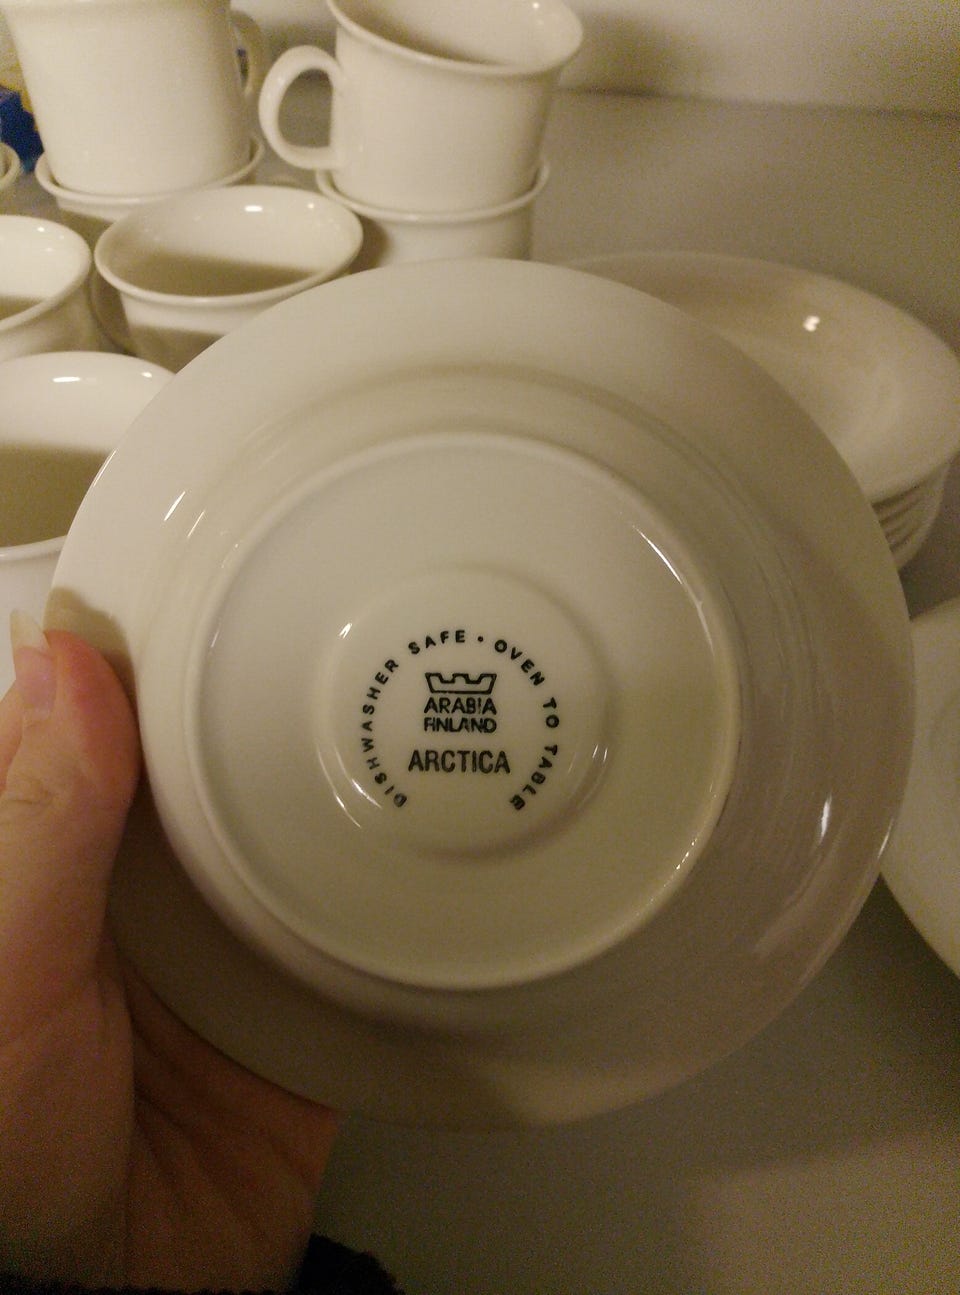 DISHWASHER SAFE · OVEN TO TABLE
ARABIA
FINLAND
ARCTICA